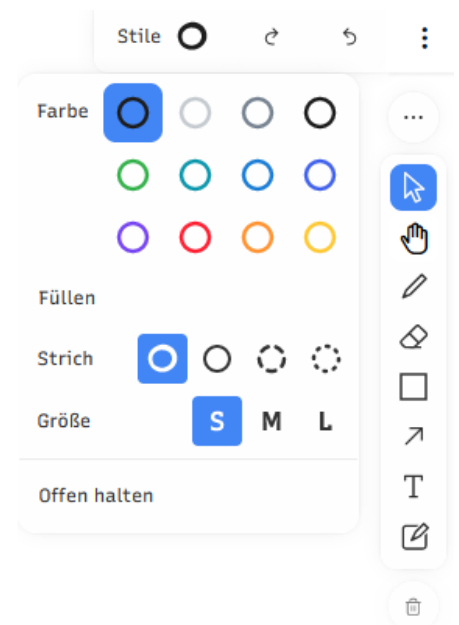 Stile
Farbe
Füllen
Strich
Größe S M L
Offen halten
T